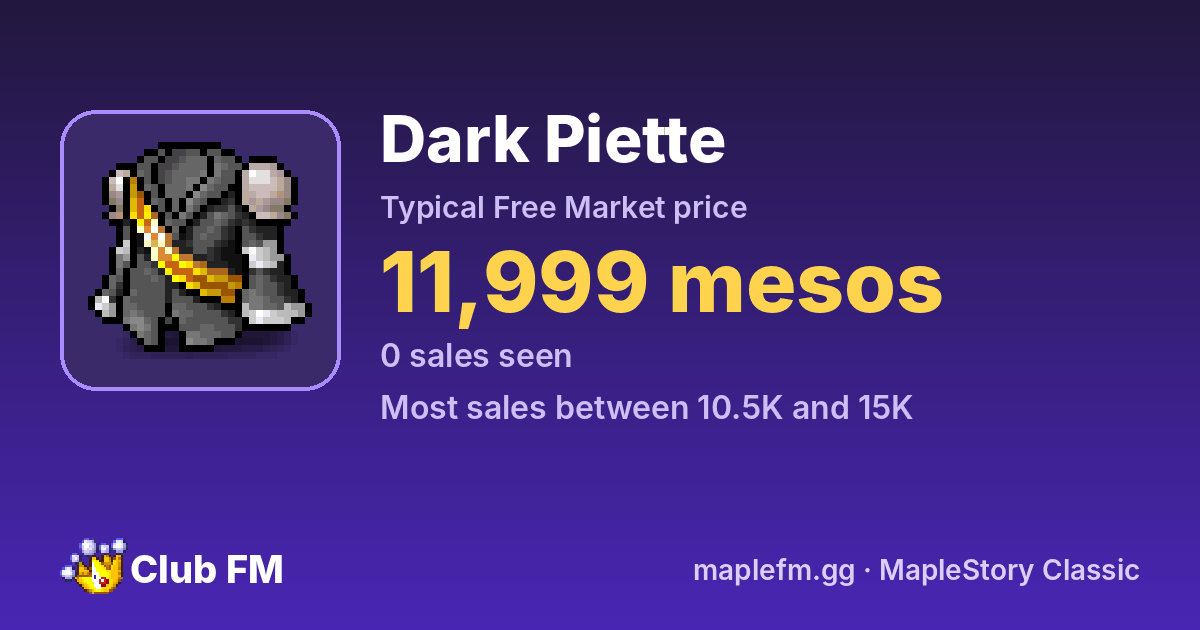 Dark Piette
Typical Free Market price
11,999 mesos
0 sales seen
Most sales between 10.5K and 15K
Club FM
maplefm.gg · MapleStory Classic